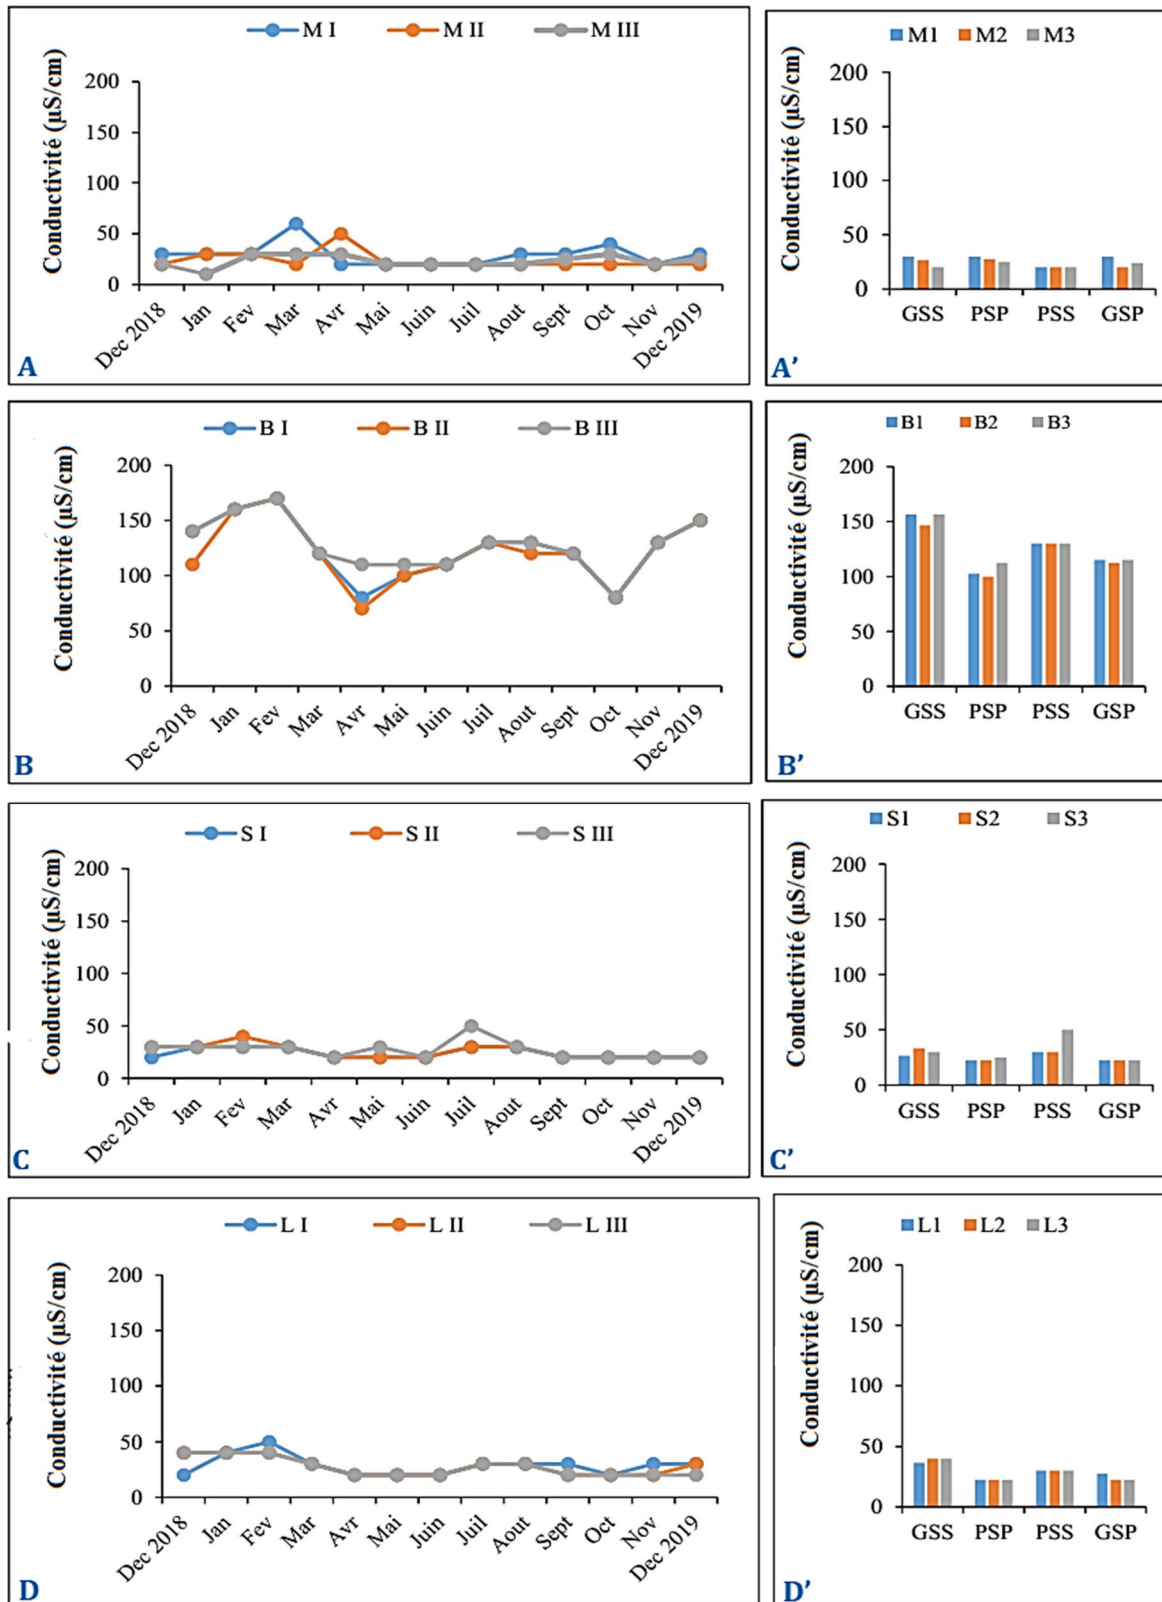 M I M II M III
Conductivité (µS/cm)
200
150
100
50
0
Dec 2018 Jan Fev Mar Avr Mai Juin Juil Aout Sept Oct Nov Dec 2019
A
M1 M2 M3
Conductivité (µS/cm)
200
150
100
50
0
GSS PSP PSS GSP
A’
B I B II B III
Conductivité (µS/cm)
200
150
100
50
0
Dec 2018 Jan Fev Mar Avr Mai Juin Juil Aout Sept Oct Nov Dec 2019
B
B1 B2 B3
Conductivité (µS/cm)
200
150
100
50
0
GSS PSP PSS GSP
B’
S I S II S III
Conductivité (µS/cm)
200
150
100
50
0
Dec 2018 Jan Fev Mar Avr Mai Juin Juil Aout Sept Oct Nov Dec 2019
C
S1 S2 S3
Conductivité (µS/cm)
200
150
100
50
0
GSS PSP PSS GSP
C’
L I L II L III
Conductivité (µS/cm)
200
150
100
50
0
Dec 2018 Jan Fev Mar Avr Mai Juin Juil Aout Sept Oct Nov Dec 2019
D
L1 L2 L3
Conductivité (µS/cm)
200
150
100
50
0
GSS PSP PSS GSP
D’